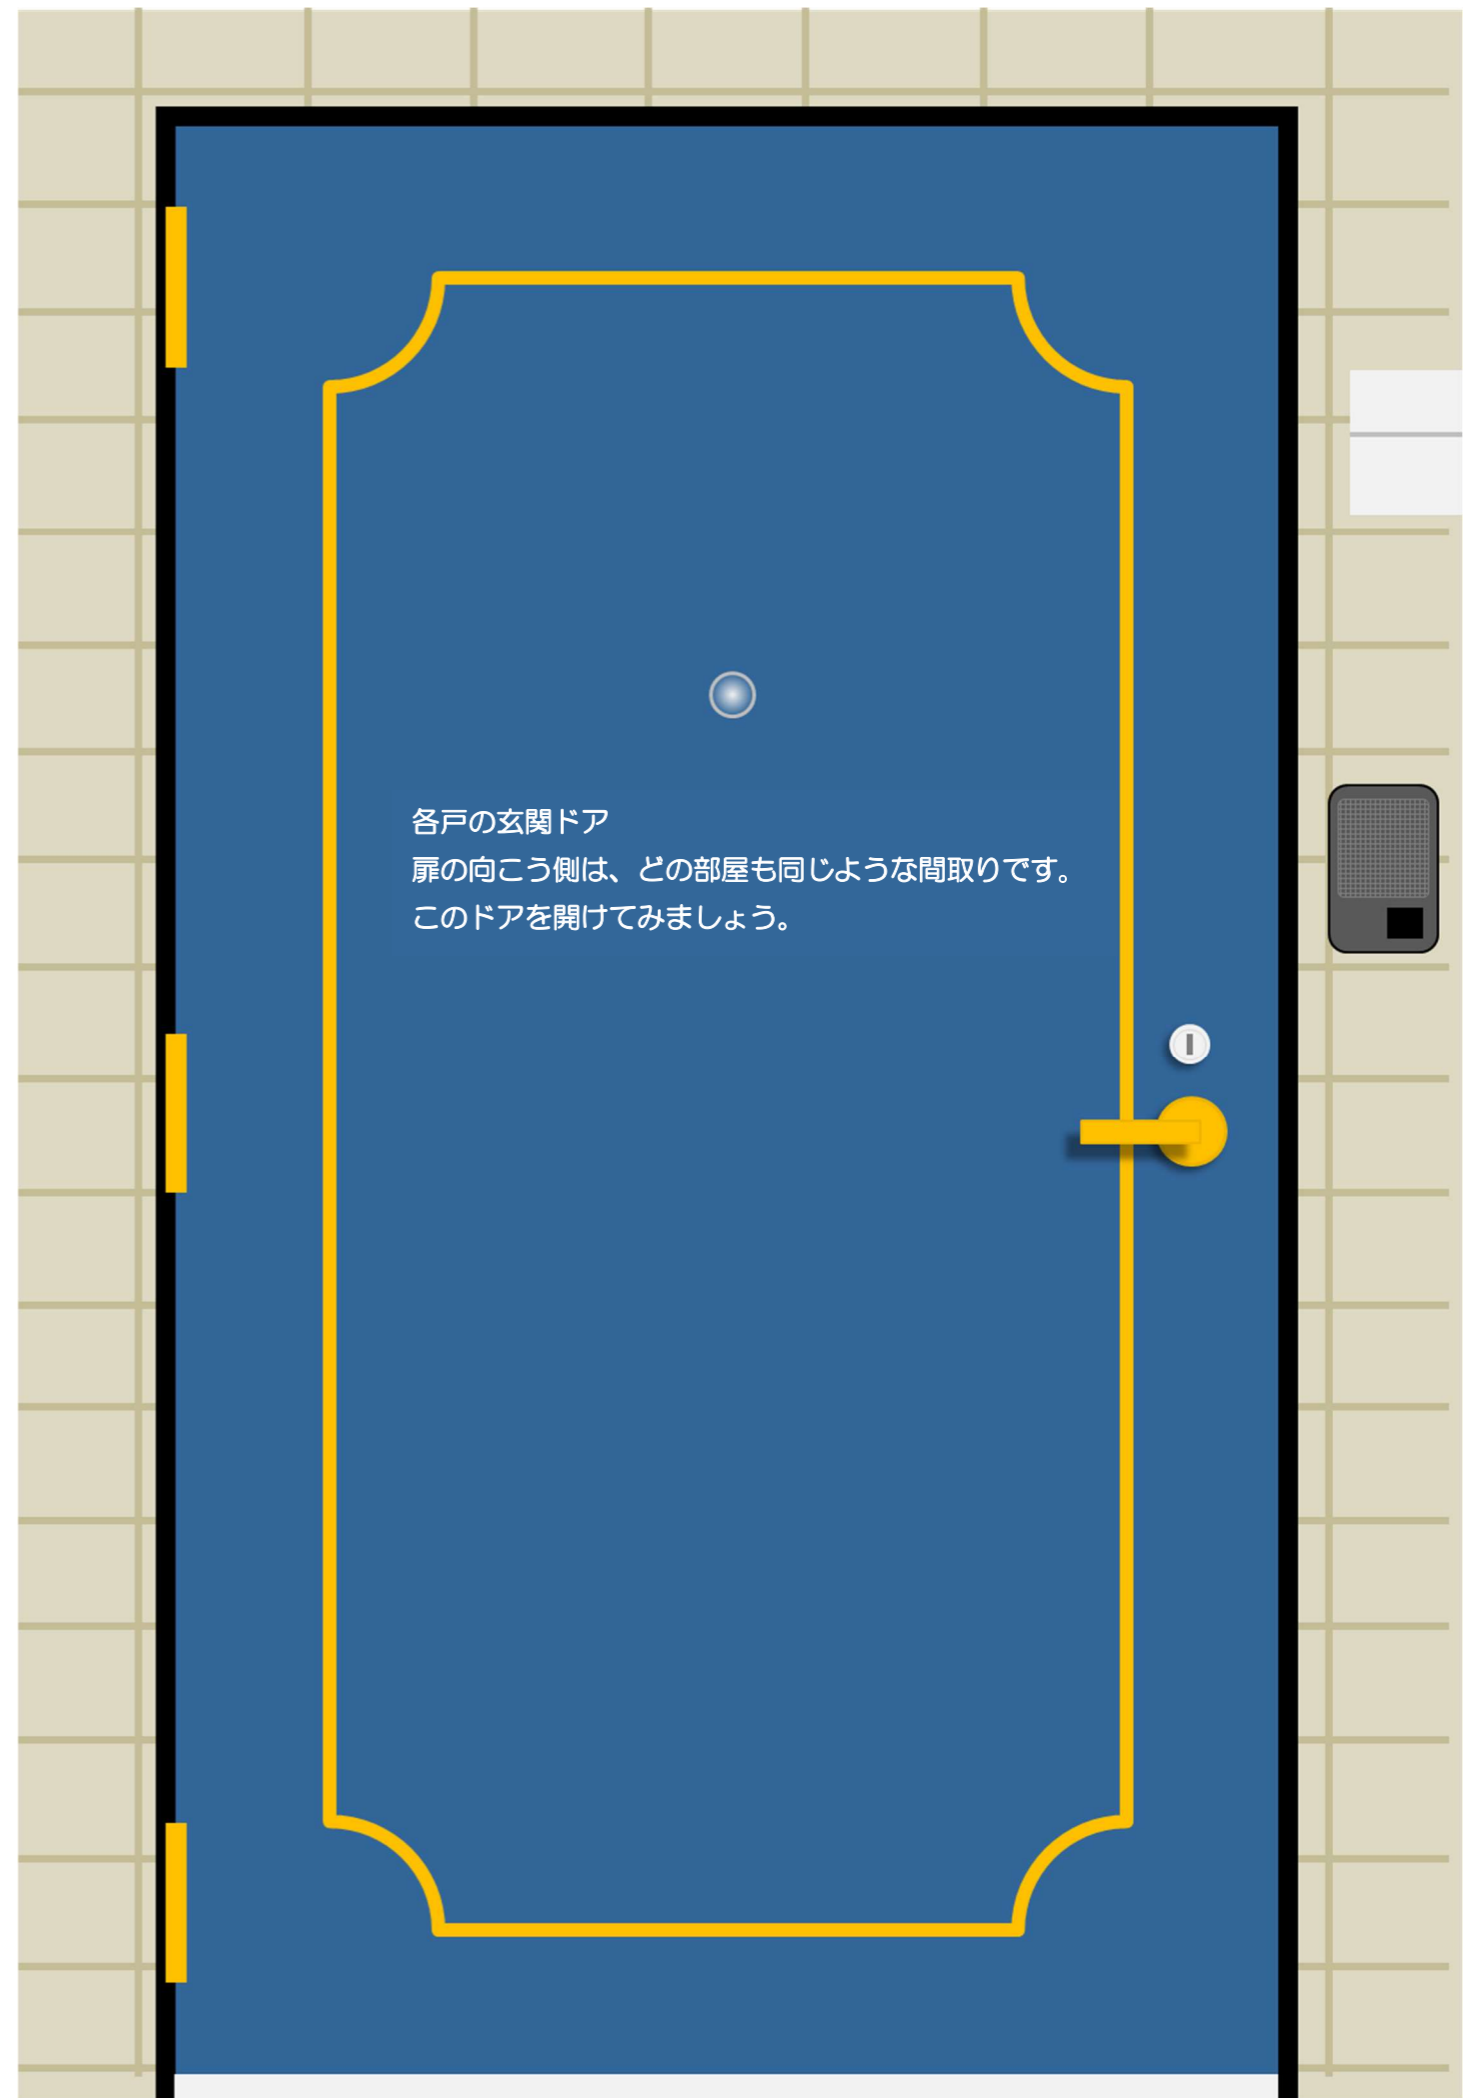 各戸の玄関ドア
扉の向こう側は、どの部屋も同じような間取りです。
このドアを開けてみましょう。